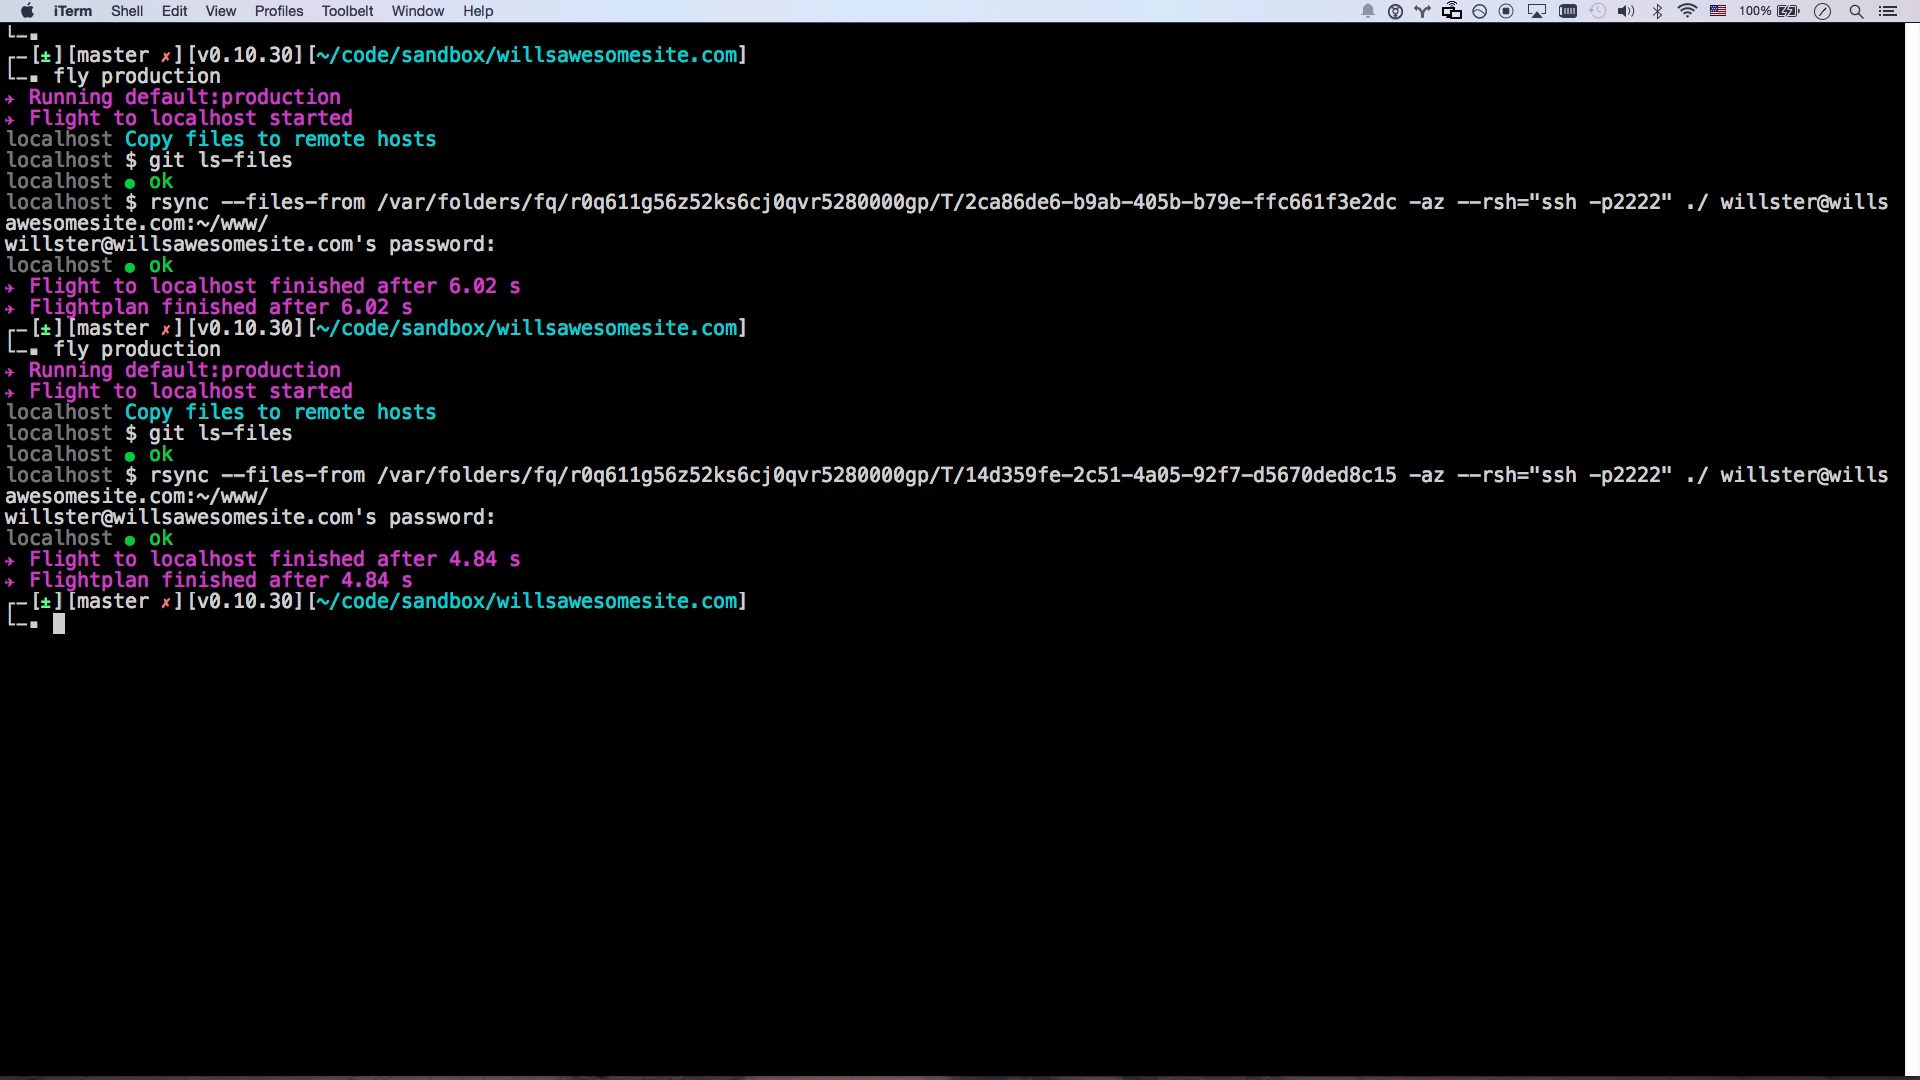 iTerm Shell Edit View Profiles Toolbelt Window Help 100%
[±][master ✗][v0.10.30][~/code/sandbox/willsawesomesite.com]
fly production
✈ Running default:production
✈ Flight to localhost started
localhost Copy files to remote hosts
localhost $ git ls-files
localhost ● ok
localhost $ rsync --files-from /var/folders/fq/r0q611g56z52ks6cj0qvr5280000gp/T/2ca86de6-b9ab-405b-b79e-ffc661f3e2dc -az --rsh="ssh -p2222" ./ willster@wills
awesomesite.com:~/www/
willster@willsawesomesite.com's password:
localhost ● ok
✈ Flight to localhost finished after 6.02 s
✈ Flightplan finished after 6.02 s
[±][master ✗][v0.10.30][~/code/sandbox/willsawesomesite.com]
fly production
✈ Running default:production
✈ Flight to localhost started
localhost Copy files to remote hosts
localhost $ git ls-files
localhost ● ok
localhost $ rsync --files-from /var/folders/fq/r0q611g56z52ks6cj0qvr5280000gp/T/14d359fe-2c51-4a05-92f7-d5670ded8c15 -az --rsh="ssh -p2222" ./ willster@wills
awesomesite.com:~/www/
willster@willsawesomesite.com's password:
localhost ● ok
✈ Flight to localhost finished after 4.84 s
✈ Flightplan finished after 4.84 s
[±][master ✗][v0.10.30][~/code/sandbox/willsawesomesite.com]